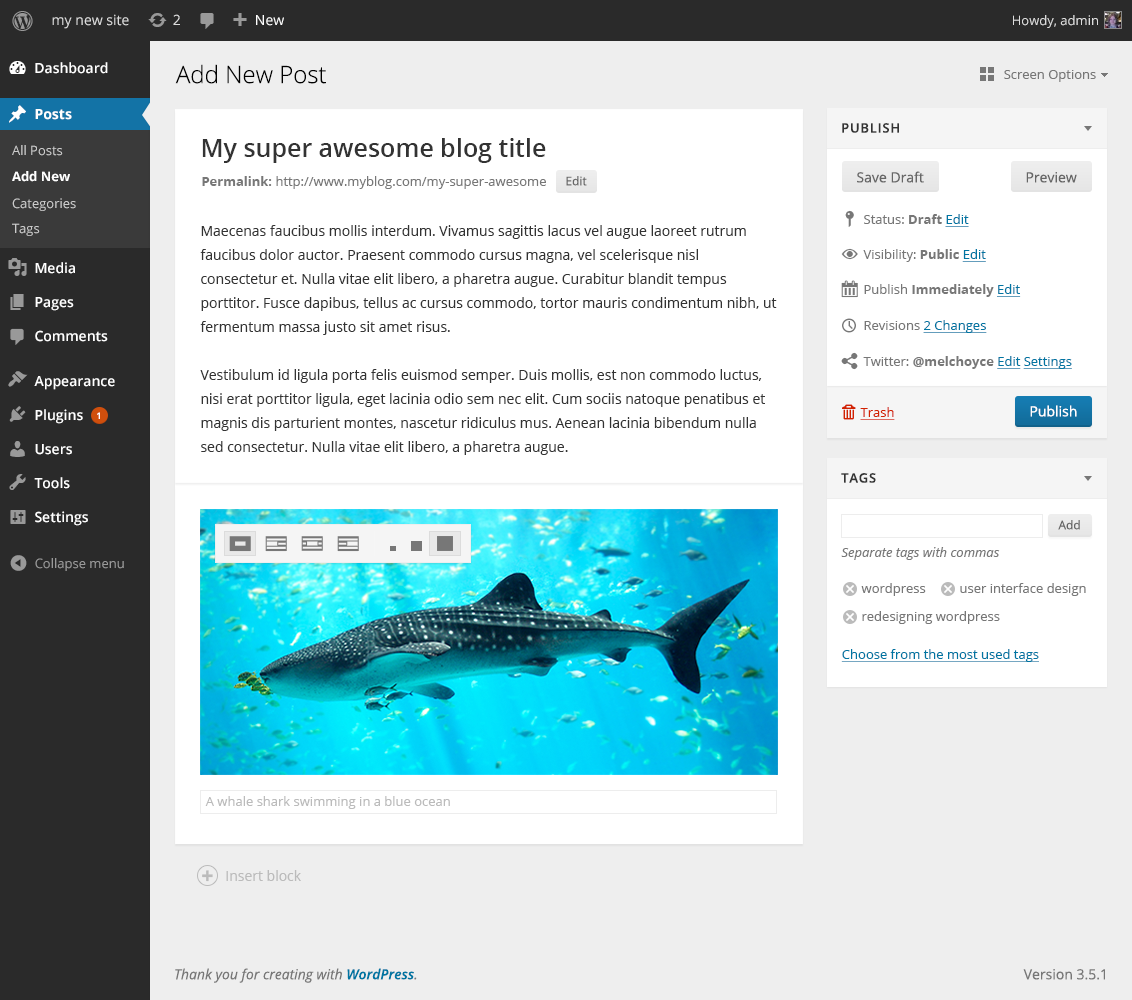 my new site
2
New
Howdy, admin
Dashboard
Posts
All Posts
Add New
Categories
Tags
Media
Pages
Comments
Appearance
Plugins 1
Users
Tools
Settings
Collapse menu
Add New Post
Screen Options
My super awesome blog title
Permalink: http://www.myblog.com/my-super-awesome Edit
Maecenas faucibus mollis interdum. Vivamus sagittis lacus vel augue laoreet rutrum
faucibus dolor auctor. Praesent commodo cursus magna, vel scelerisque nisl
consectetur et. Nulla vitae elit libero, a pharetra augue. Curabitur blandit tempus
porttitor. Fusce dapibus, tellus ac cursus commodo, tortor mauris condimentum nibh, ut
fermentum massa justo sit amet risus.
Vestibulum id ligula porta felis euismod semper. Duis mollis, est non commodo luctus,
nisi erat porttitor ligula, eget lacinia odio sem nec elit. Cum sociis natoque penatibus et
magnis dis parturient montes, nascetur ridiculus mus. Aenean lacinia bibendum nulla
sed consectetur. Nulla vitae elit libero, a pharetra augue.
A whale shark swimming in a blue ocean
Insert block
PUBLISH
Save Draft
Preview
Status: Draft Edit
Visibility: Public Edit
Publish Immediately Edit
Revisions 2 Changes
Twitter: @melchoyce Edit Settings
Trash
Publish
TAGS
Add
Separate tags with commas
wordpress
user interface design
redesigning wordpress
Choose from the most used tags
Thank you for creating with WordPress.
Version 3.5.1